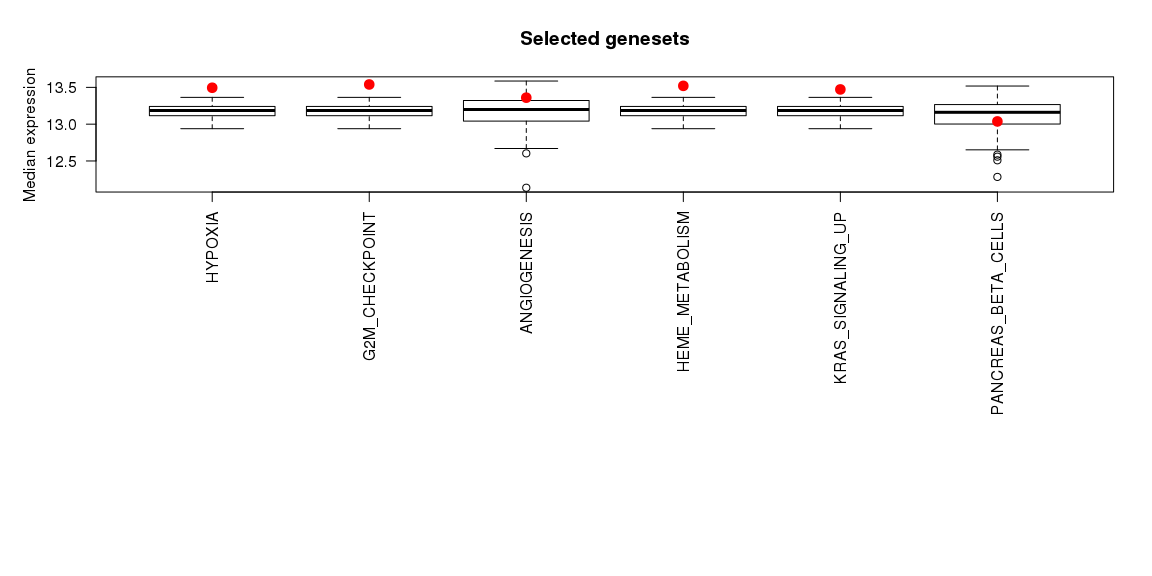 Selected genesets
Median expression
13.5
13.0
12.5
HYPOXIA
G2M_CHECKPOINT
ANGIOGENESIS
HEME_METABOLISM
KRAS_SIGNALING_UP
PANCREAS_BETA_CELLS